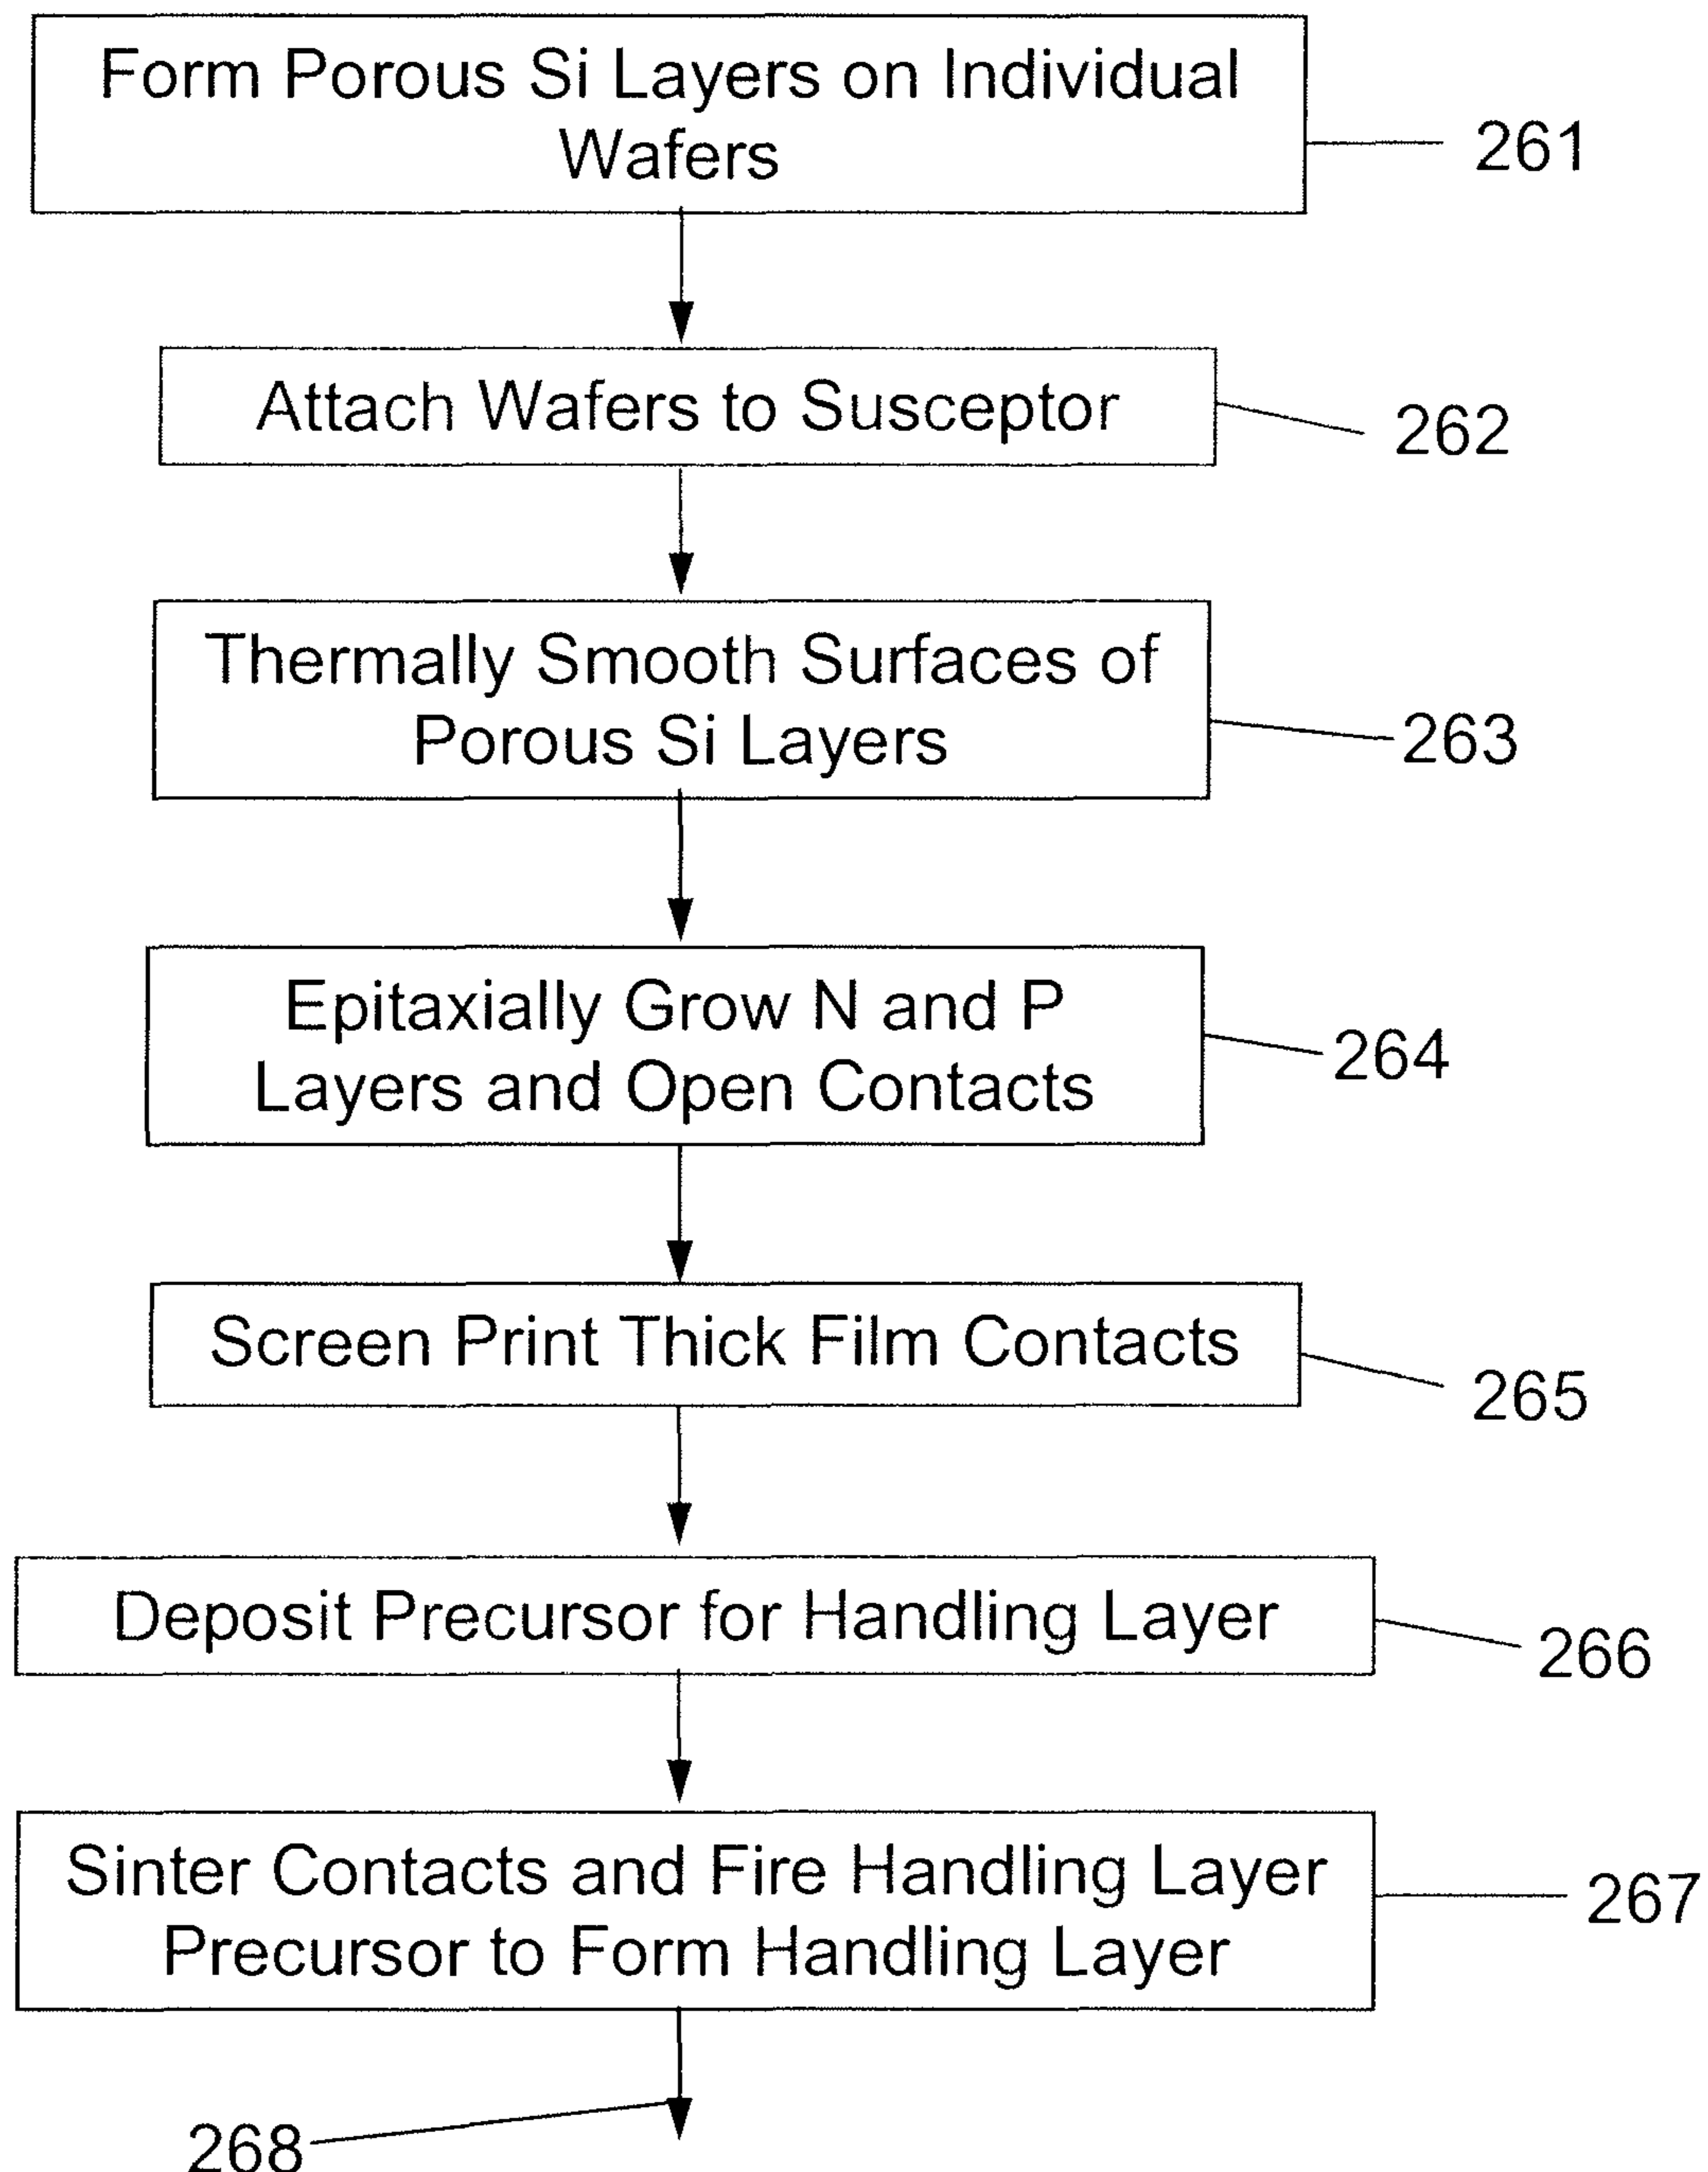 Form Porous Si Layers on Individual
Wafers
261
Attach Wafers to Susceptor
262
Thermally Smooth Surfaces of
Porous Si Layers
263
Epitaxially Grow N and P
Layers and Open Contacts
264
Screen Print Thick Film Contacts
265
Deposit Precursor for Handling Layer
266
Sinter Contacts and Fire Handling Layer
Precursor to Form Handling Layer
267
268